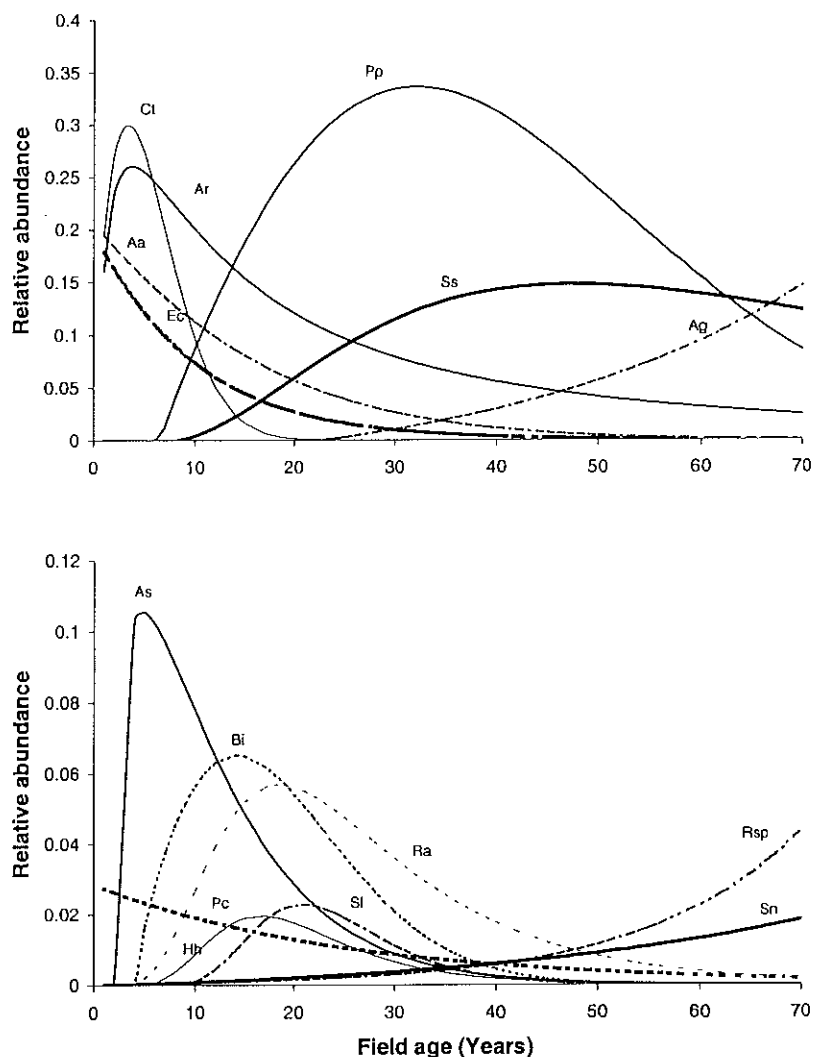 Relative abundance
0.4
0.35
0.3
0.25
0.2
0.15
0.1
0.05
0
Ct
Pp
Ar
Aa
Ec
Ss
Ag
0 10 20 30 40 50 60 70
Relative abundance
0.12
0.1
0.08
0.06
0.04
0.02
0
As
Bi
Ra
Rsp
Pc
Sl
Sn
Hh
0 10 20 30 40 50 60 70
Field age (Years)